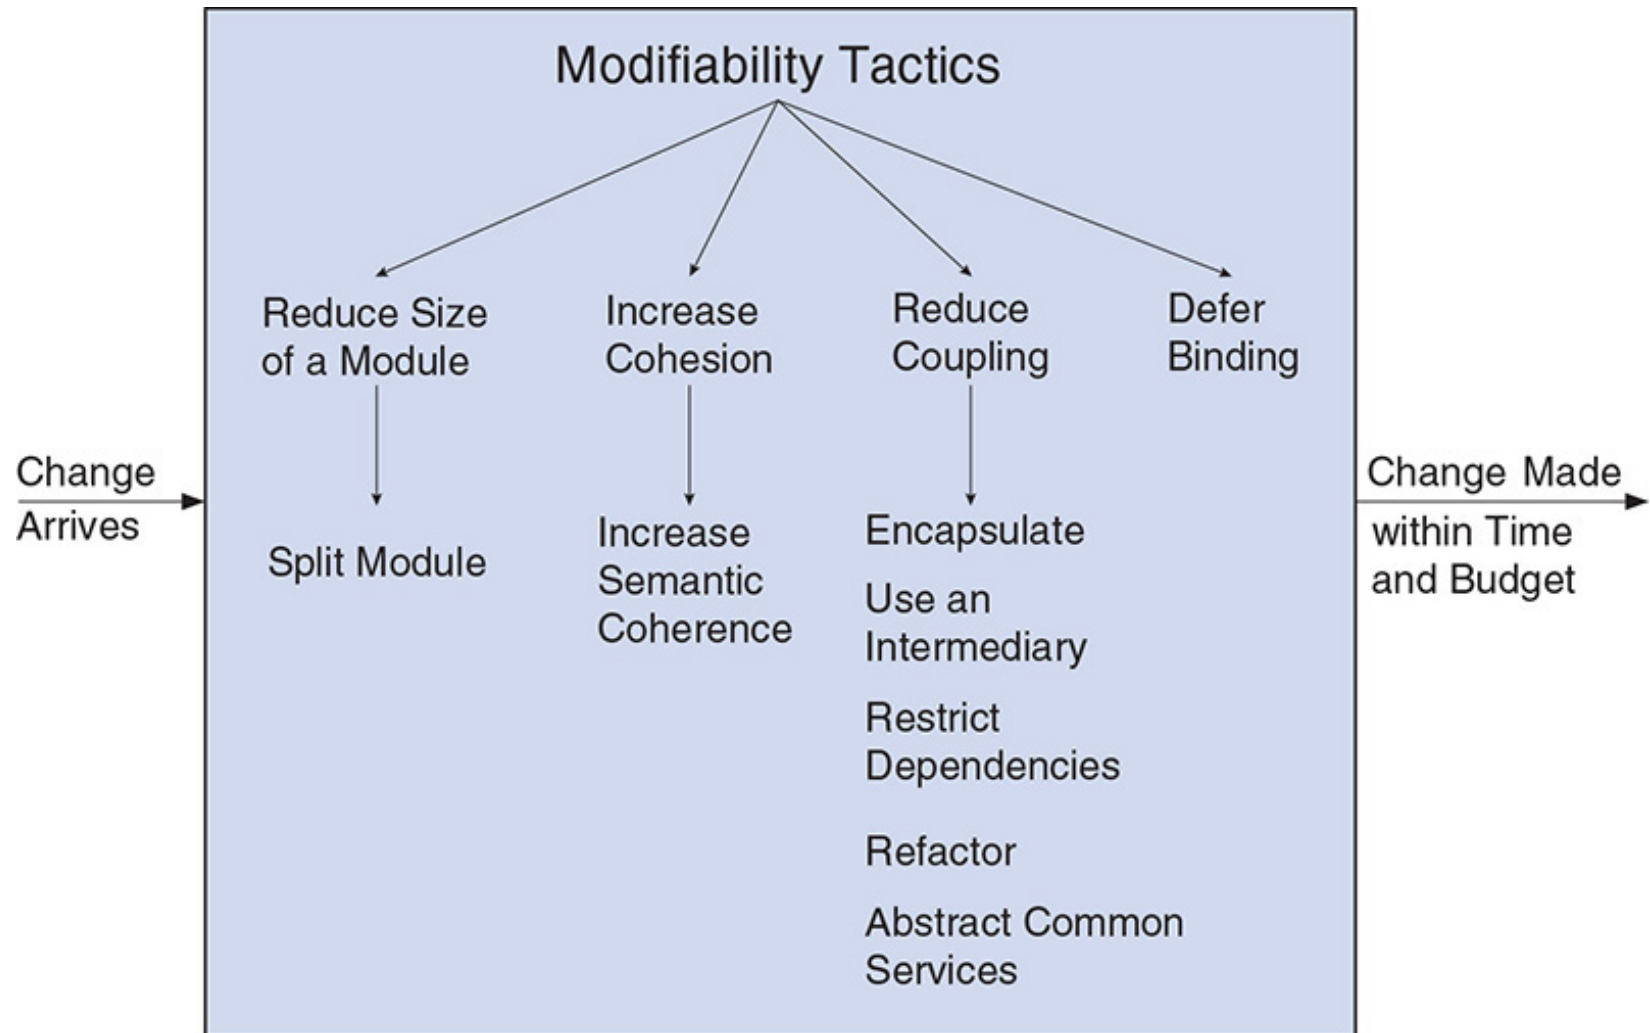 Modifiability Tactics
Reduce Size
of a Module
Increase
Cohesion
Reduce
Coupling
Defer
Binding
Change
Arrives
Split Module
Increase
Semantic
Coherence
Encapsulate
Use an
Intermediary
Restrict
Dependencies
Refactor
Abstract Common
Services
Change Made
within Time
and Budget